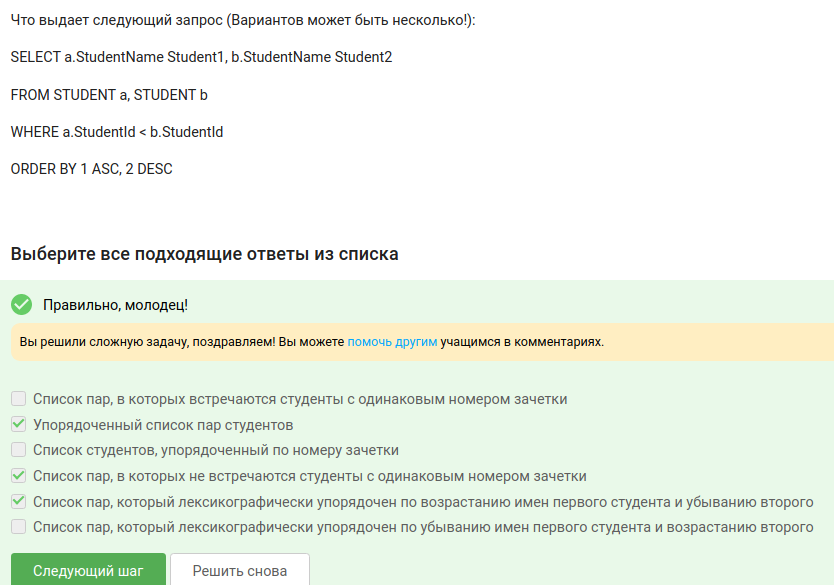 Что выдает следующий запрос (Вариантов может быть несколько!):
SELECT a.StudentName Student1, b.StudentName Student2
FROM STUDENT a, STUDENT b
WHERE a.StudentId < b.StudentId
ORDER BY 1 ASC, 2 DESC
Выберите все подходящие ответы из списка
Правильно, молодец!
Вы решили сложную задачу, поздравляем! Вы можете помочь другим учащимся в комментариях.
Список пар, в которых встречаются студенты с одинаковым номером зачетки
Упорядоченный список пар студентов
Список студентов, упорядоченный по номеру зачетки
Список пар, в которых не встречаются студенты с одинаковым номером зачетки
Список пар, который лексикографически упорядочен по возрастанию имен первого студента и убыванию второго
Список пар, который лексикографически упорядочен по убыванию имен первого студента и возрастанию второго
Следующий шаг
Решить снова